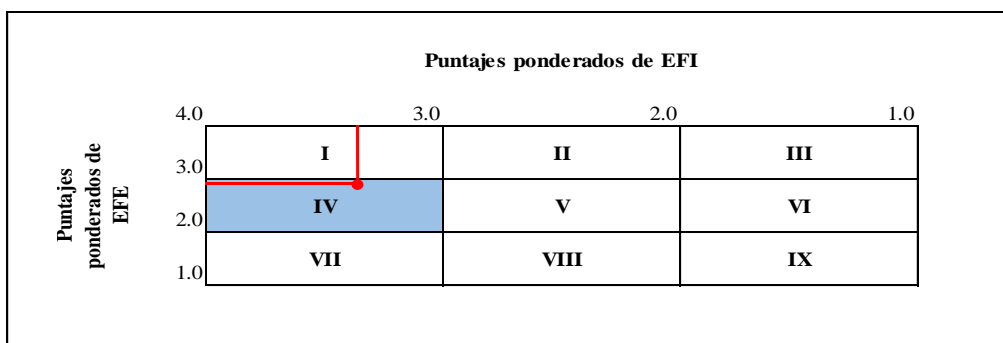 Puntajes ponderados de EFI
4.0 3.0 2.0 1.0
I II III
3.0
Puntajes
ponderados de
EFE
IV V VI
2.0
VII VIII IX
1.0